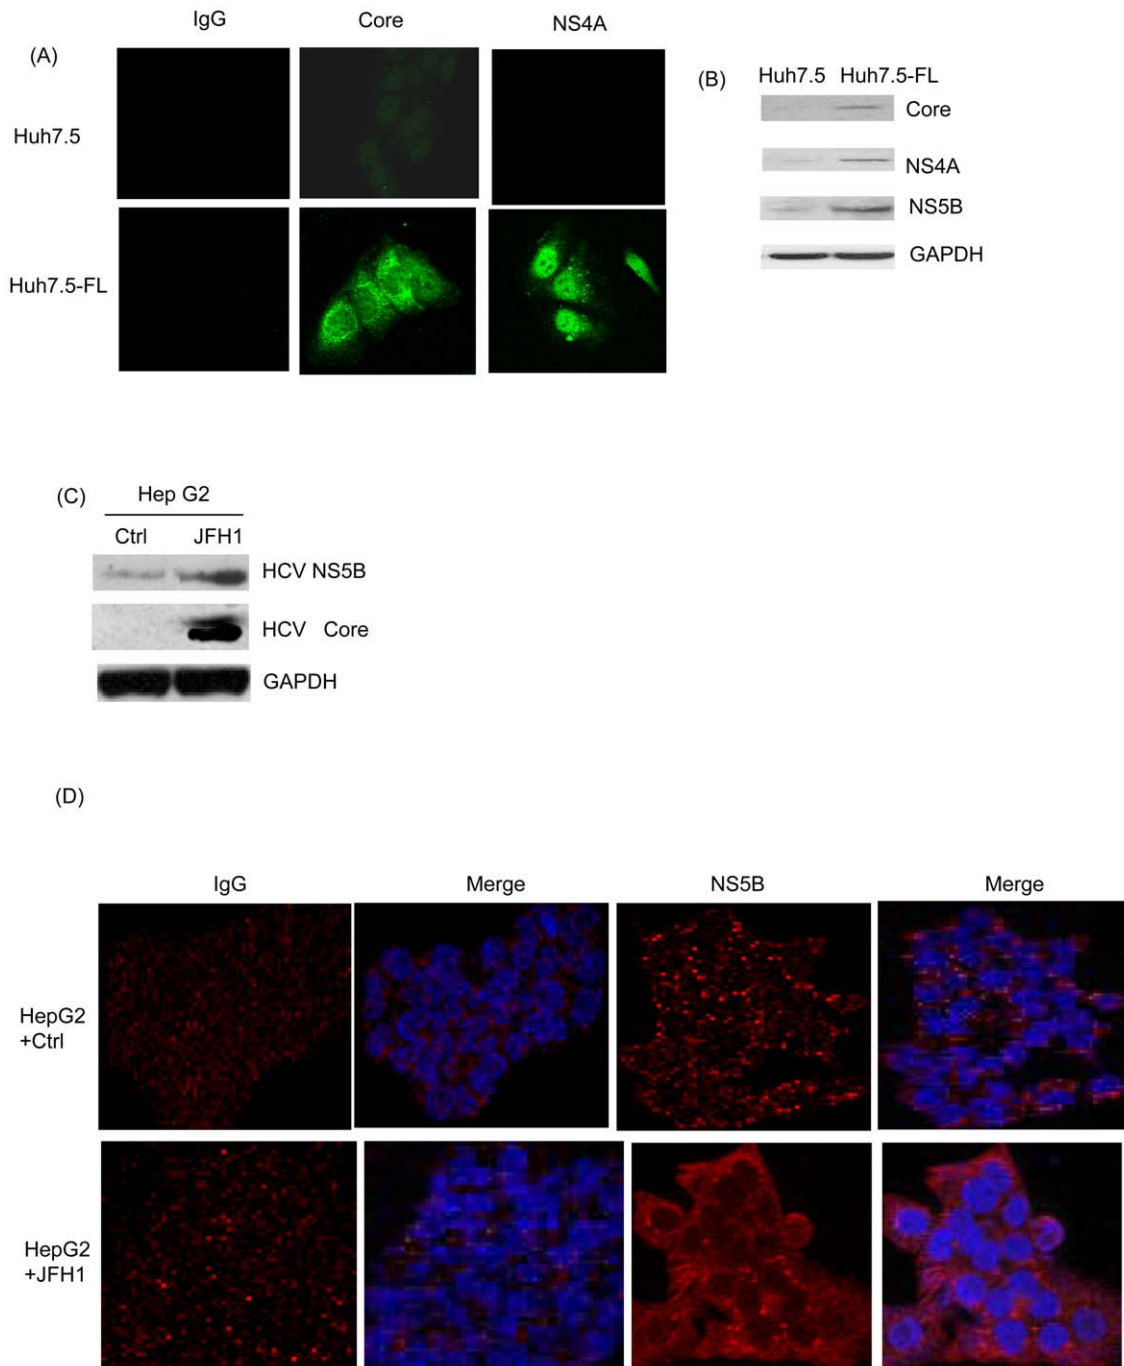 IgG Core NS4A
(A)
Huh7.5
Huh7.5-FL
(B)
Huh7.5 Huh7.5-FL
Core
NS4A
NS5B
GAPDH
(C)
Hep G2
Ctrl JFH1
HCV NS5B
HCV Core
GAPDH
(D)
IgG Merge NS5B Merge
HepG2
+Ctrl
HepG2
+JFH1